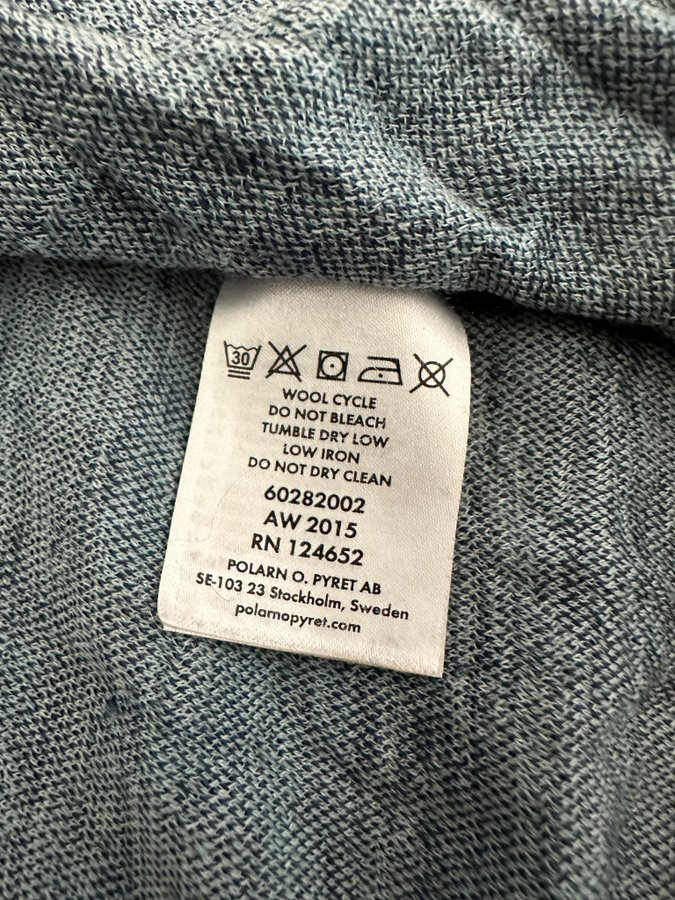 30
WOOL CYCLE
DO NOT BLEACH
TUMBLE DRY LOW
LOW IRON
DO NOT DRY CLEAN
60282002
AW 2015
RN 124652
POLARN O. PYRET AB
SE-103 23 Stockholm, Sweden
polarnopyret.com